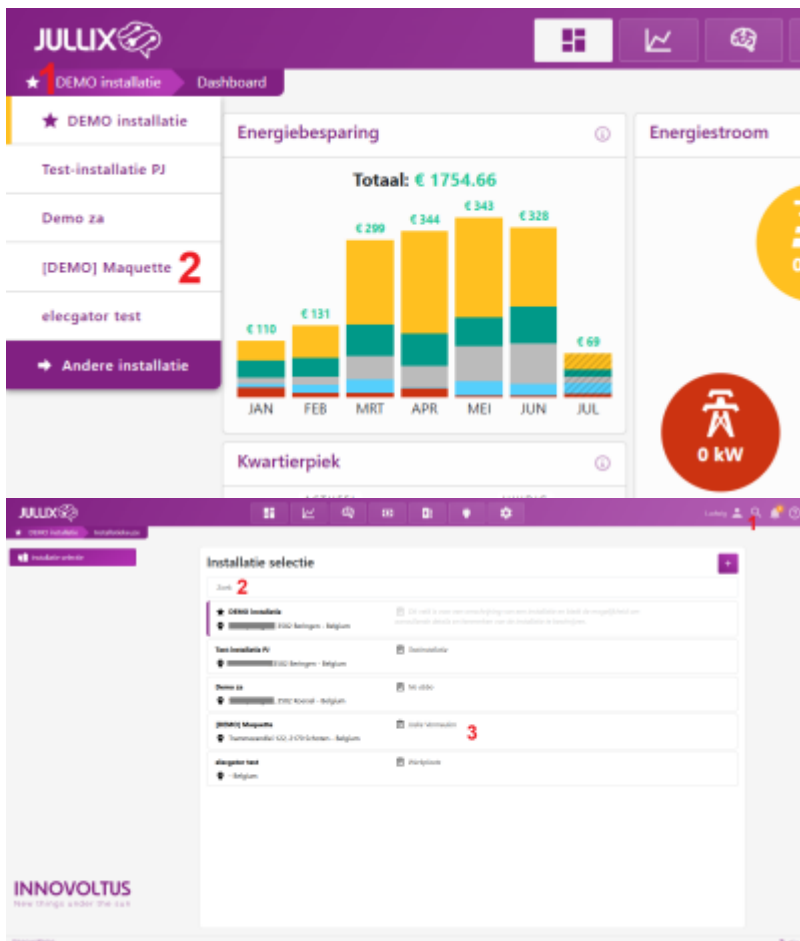 JULLIX
1
DEMO installatie
Dashboard
DEMO installatie
Test-installatie PJ
Demo za
[DEMO] Maquette 2
elecgator test
Andere installatie
Energiebesparing
Totaal: € 1754.66
€ 110
€ 131
€ 299
€ 344
€ 343
€ 328
€ 69
JAN FEB MRT APR MEI JUN JUL
Kwartierpiek
Energiestroom
0 kW
JULLIX
Ludwig
1
DEMO installatie
Installatiekeuze
Installatie selectie
Installatie selectie
+
Zoek 2
DEMO installatie
3582 Beringen - Belgium
Test-installatie PJ
3582 Beringen - Belgium
Testinstallatie
Demo za
- Belgium
[DEMO] Maquette
- Belgium
3
elecgator test
- Belgium
INNOVOLTUS
New things under the sun